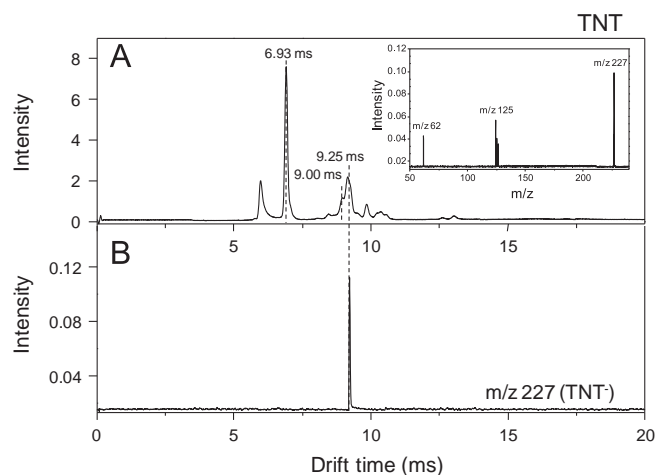 TNT
A
6.93 ms
9.25 ms
9.00 ms
Intensity
8
6
4
2
0
5
10
15
Intensity
0.12
0.10
0.08
0.06
0.04
0.02
m/z 62
m/z 125
m/z 227
50
100
150
200
m/z
B
Intensity
0.12
0.08
0.04
m/z 227 (TNT-)
0
5
10
15
20
Drift time (ms)